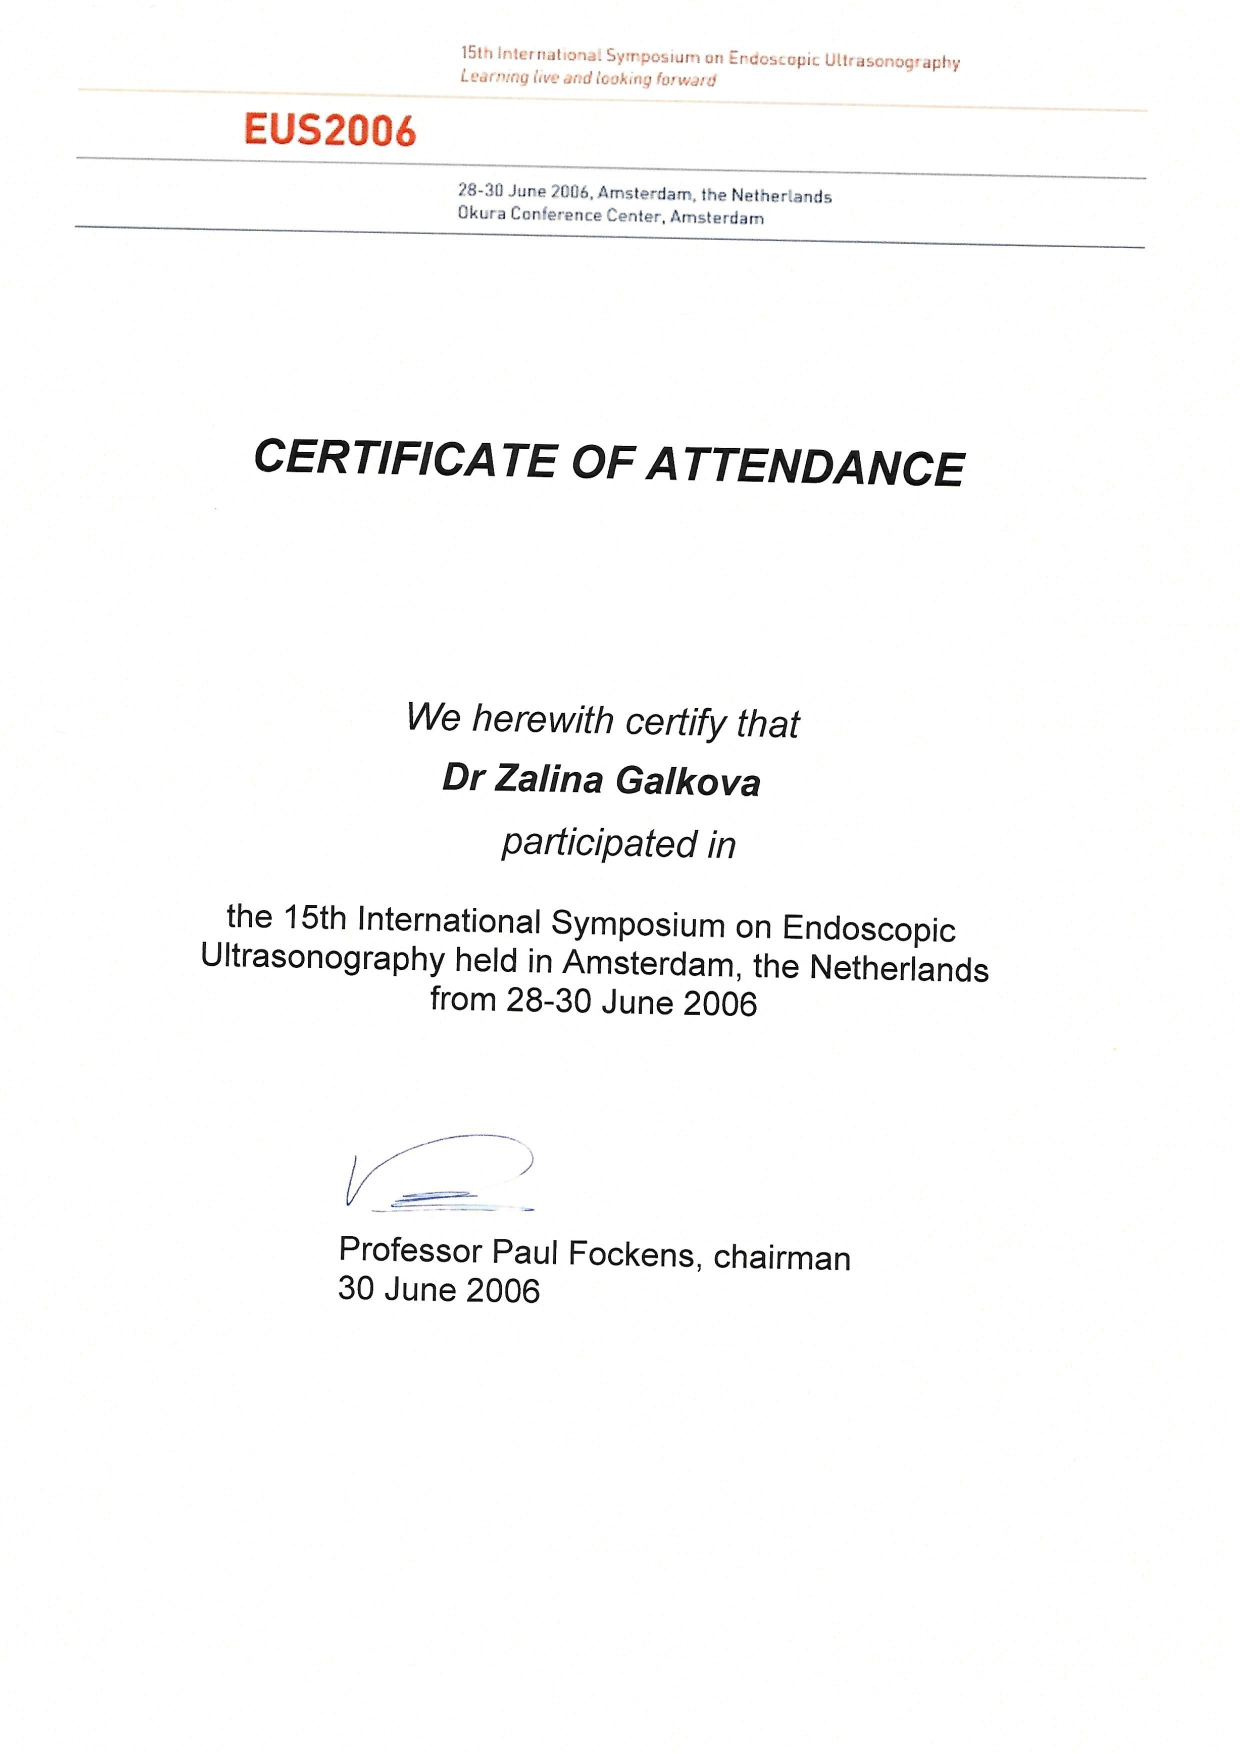 15th International Symposium on Endoscopic Ultrasonography
Learning live and looking forward
EUS2006
28-30 June 2006, Amsterdam, the Netherlands
Okura Conference Center, Amsterdam
CERTIFICATE OF ATTENDANCE
We herewith certify that
Dr Zalina Galkova
participated in
the 15th International Symposium on Endoscopic
Ultrasonography held in Amsterdam, the Netherlands
from 28-30 June 2006
Professor Paul Fockens, chairman
30 June 2006